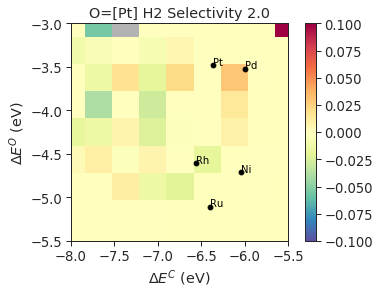 O=[Pt] H2 Selectivity 2.0
−3.0
−3.5
−4.0
−4.5
−5.0
−5.5
ΔE^O (eV)
Pt
Pd
Rh
Ni
Ru
−8.0 −7.5 −7.0 −6.5 −6.0 −5.5
ΔE^C (eV)
0.100
0.075
0.050
0.025
0.000
−0.025
−0.050
−0.075
−0.100